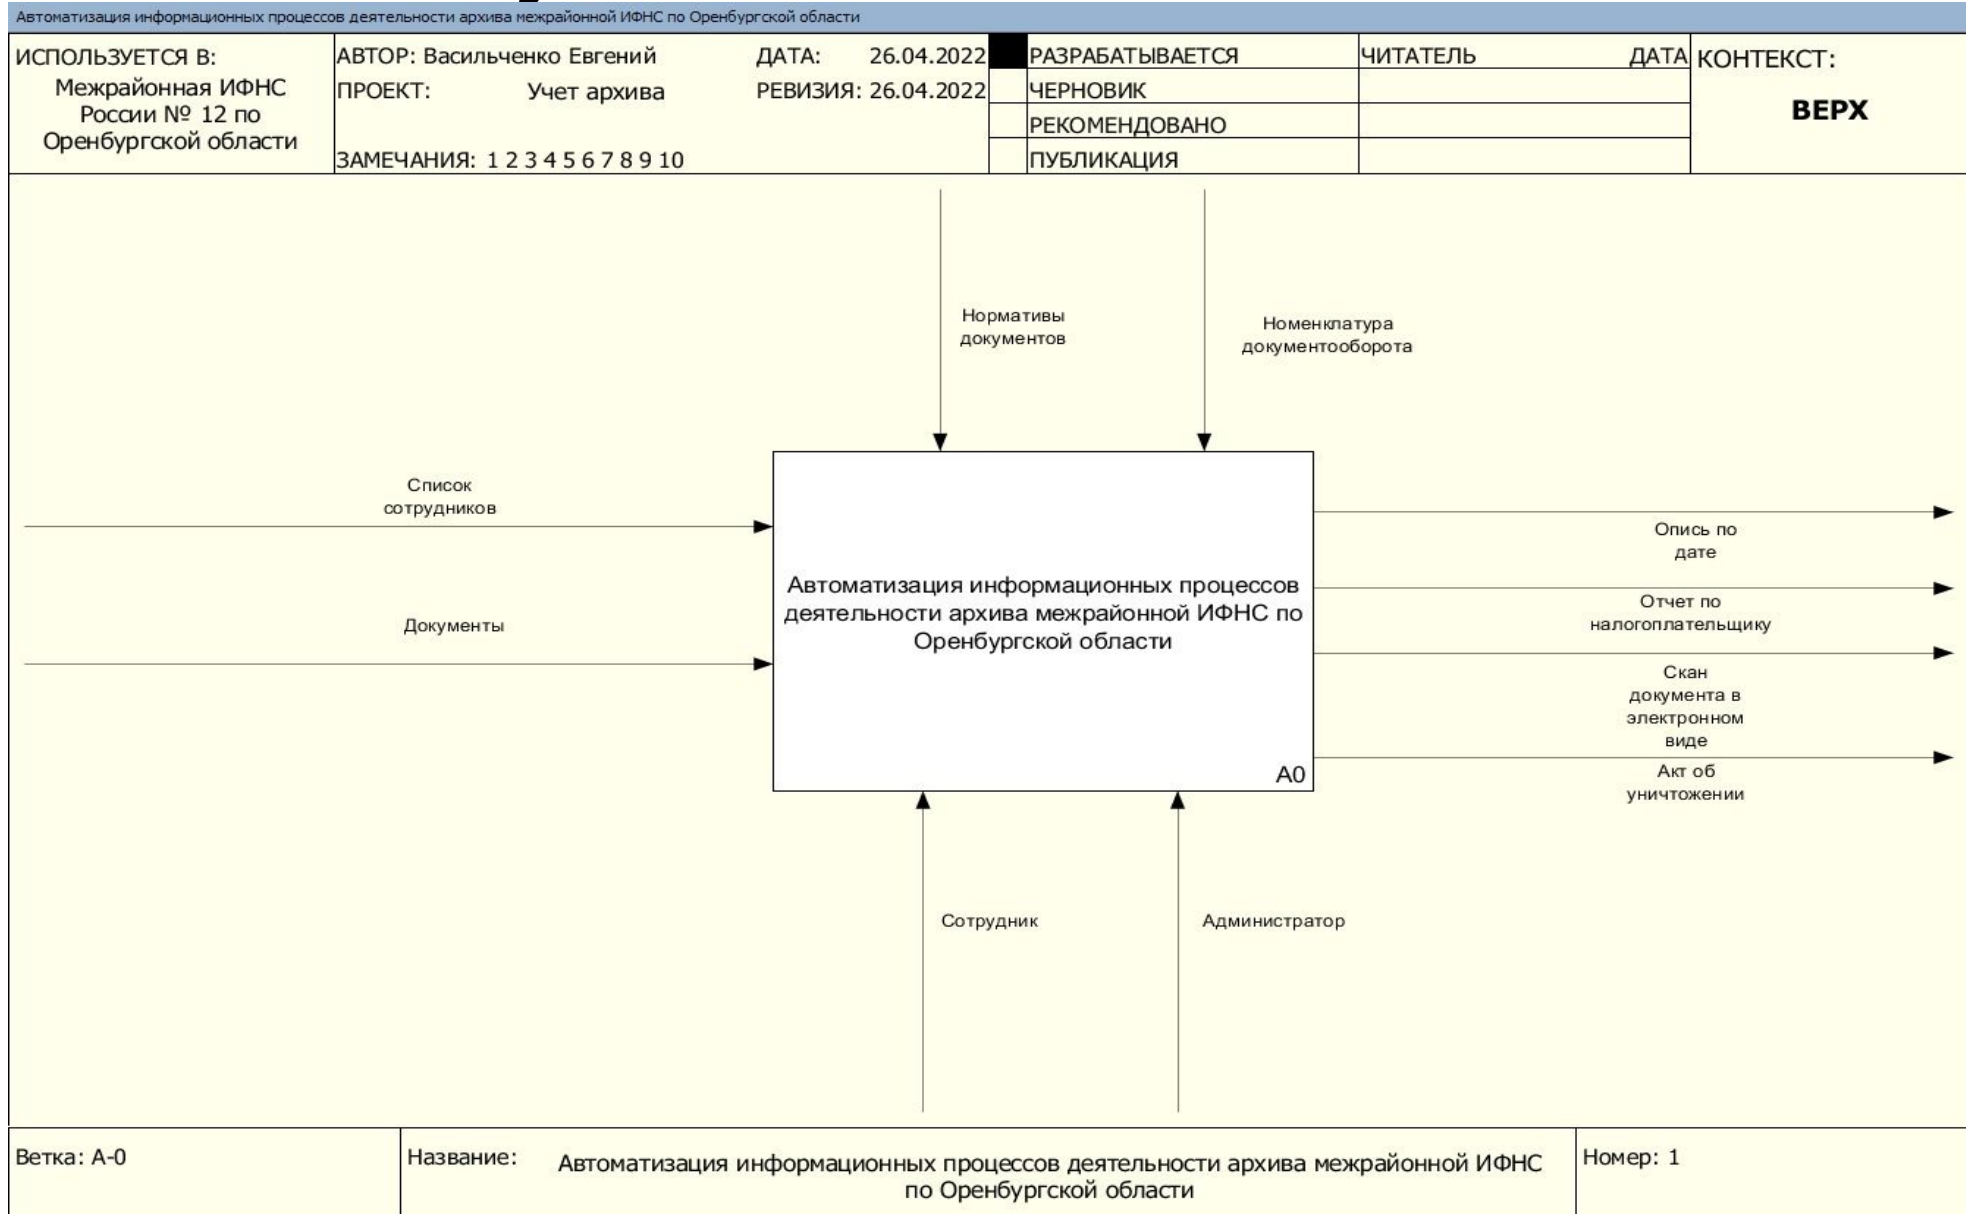 Автоматизация информационных процессов деятельности архива межрайонной ИФНС по Оренбургской области
ИСПОЛЬЗУЕТСЯ В:
Межрайонная ИФНС
России № 12 по
Оренбургской области
АВТОР: Васильченко Евгений
ДАТА: 26.04.2022
ПРОЕКТ: Учет архива
РЕВИЗИЯ: 26.04.2022
ЗАМЕЧАНИЯ: 1 2 3 4 5 6 7 8 9 10
РАЗРАБАТЫВАЕТСЯ
ЧЕРНОВИК
РЕКОМЕНДОВАНО
ПУБЛИКАЦИЯ
ЧИТАТЕЛЬ ДАТА
КОНТЕКСТ:
ВЕРХ
Нормативы
документов
Номенклатура
документооборота
Список
сотрудников
Документы
Автоматизация информационных процессов
деятельности архива межрайонной ИФНС по
Оренбургской области
A0
Опись по
дате
Отчет по
налогоплательщику
Скан
документа в
электронном
виде
Акт об
уничтожении
Сотрудник
Администратор
Ветка: A-0
Название:
Автоматизация информационных процессов деятельности архива межрайонной ИФНС
по Оренбургской области
Номер: 1